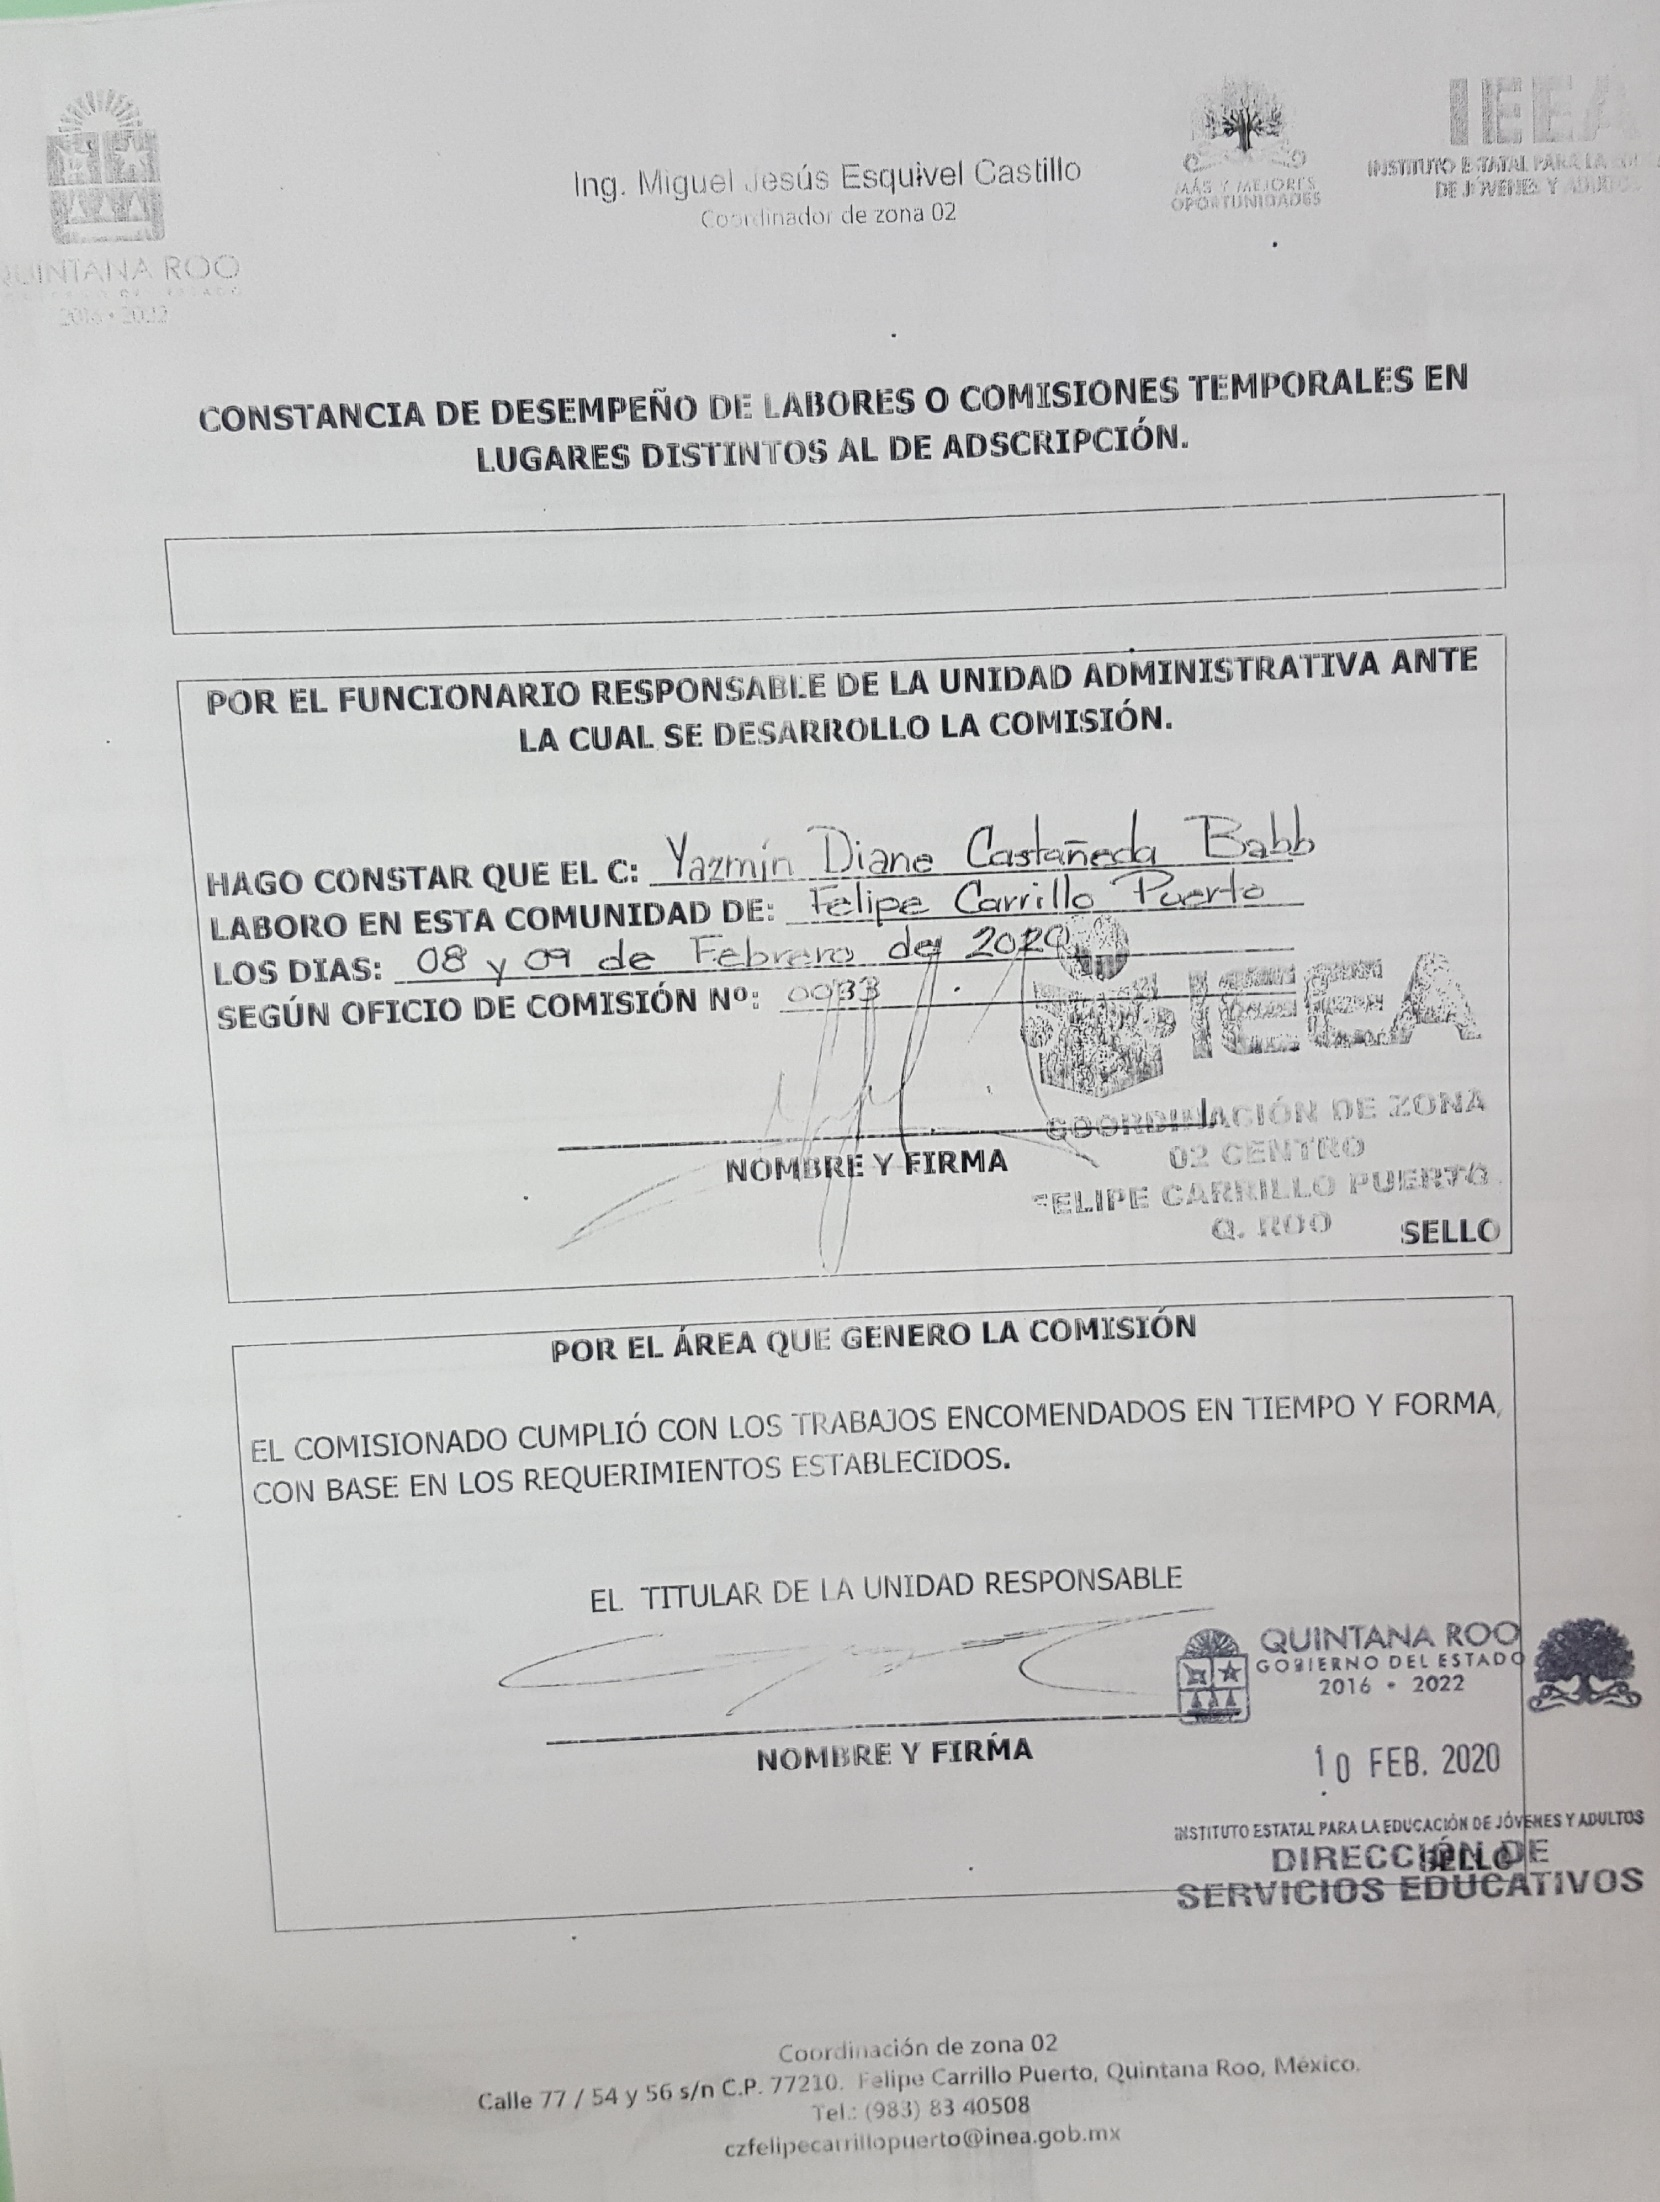 QUINTANA ROO
2016 • 2022
Ing. Miguel Jesús Esquivel Castillo
Coordinador de zona 02
MÁS Y MEJORES
OPORTUNIDADES
IEEA
INSTITUTO ESTATAL PARA LA
DE JÓVENES Y ADULTOS
CONSTANCIA DE DESEMPEÑO DE LABORES O COMISIONES TEMPORALES EN
LUGARES DISTINTOS AL DE ADSCRIPCIÓN.
POR EL FUNCIONARIO RESPONSABLE DE LA UNIDAD ADMINISTRATIVA ANTE
LA CUAL SE DESARROLLO LA COMISIÓN.
HAGO CONSTAR QUE EL C: Yazmín Diane Castañeda Babb
LABORO EN ESTA COMUNIDAD DE: Felipe Carrillo Puerto
LOS DIAS: 08 y 09 de Febrero del 2020
SEGÚN OFICIO DE COMISIÓN Nº: 0033
IEEA
COORDINACIÓN DE ZONA
02 CENTRO
FELIPE CARRILLO PUERTO
Q. ROO
NOMBRE Y FIRMA
SELLO
POR EL ÁREA QUE GENERO LA COMISIÓN
EL COMISIONADO CUMPLIÓ CON LOS TRABAJOS ENCOMENDADOS EN TIEMPO Y FORMA,
CON BASE EN LOS REQUERIMIENTOS ESTABLECIDOS.
EL TITULAR DE LA UNIDAD RESPONSABLE
QUINTANA ROO
GOBIERNO DEL ESTADO
2016 • 2022
NOMBRE Y FIRMA
10 FEB. 2020
INSTITUTO ESTATAL PARA LA EDUCACIÓN DE JÓVENES Y ADULTOS
DIRECCIÓN DE
SELLO
SERVICIOS EDUCATIVOS
Coordinación de zona 02
Calle 77 / 54 y 56 s/n C.P. 77210. Felipe Carrillo Puerto, Quintana Roo, México.
Tel.: (983) 83 40508
czfelipecarrillopuerto@inea.gob.mx